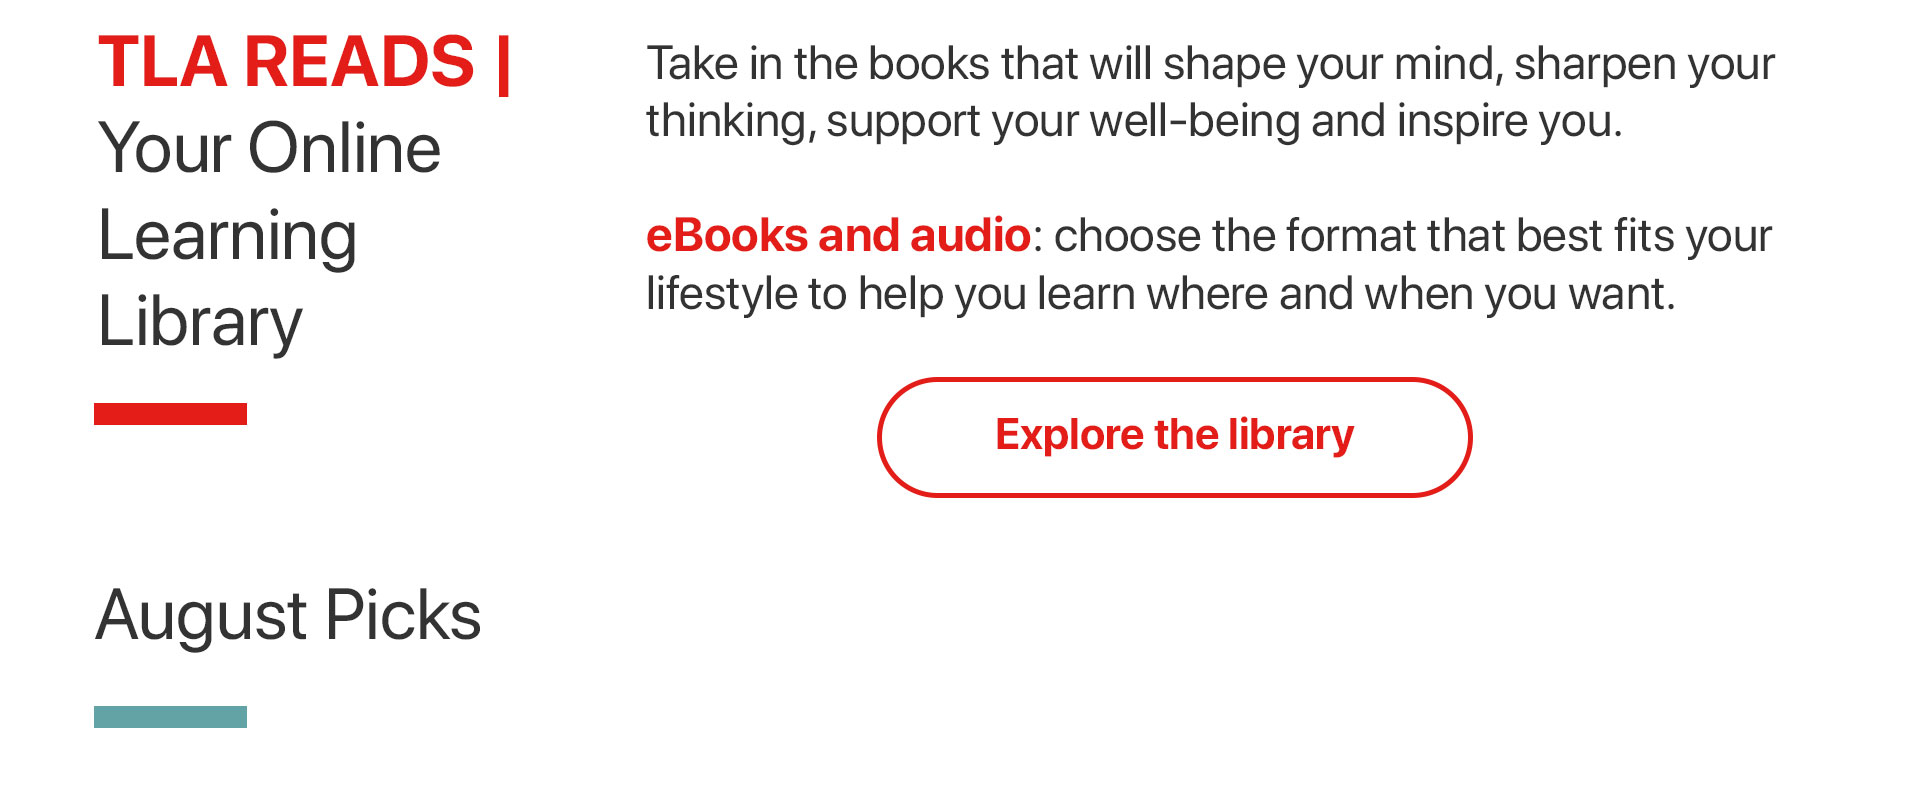 TLA READS |
Your Online
Learning
Library
Take in the books that will shape your mind, sharpen your
thinking, support your well-being and inspire you.
eBooks and audio: choose the format that best fits your
lifestyle to help you learn where and when you want.
Explore the library
August Picks